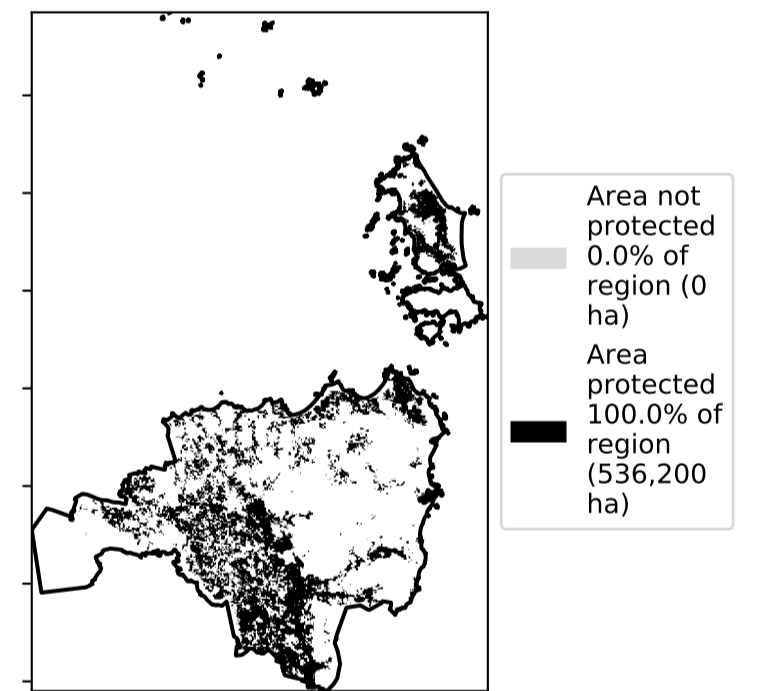 Area not
protected
0.0% of
region (0
ha)
Area
protected
100.0% of
region
(536,200
ha)